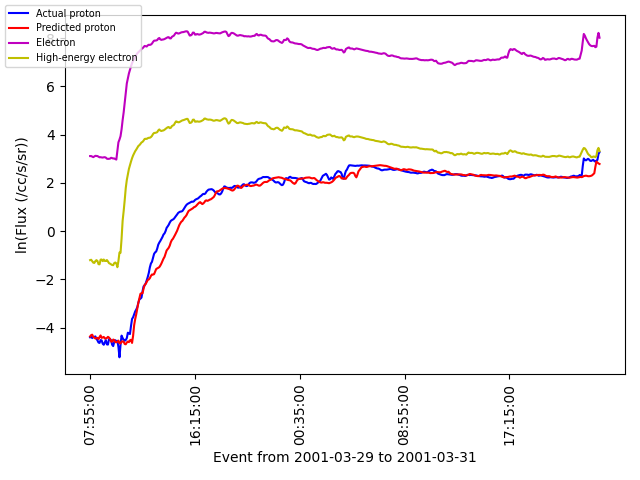 Actual proton
Predicted proton
Electron
High-energy electron
8
6
4
2
0
−2
−4
ln(Flux (/cc/s/sr))
07:55:00
16:15:00
00:35:00
08:55:00
17:15:00
Event from 2001-03-29 to 2001-03-31